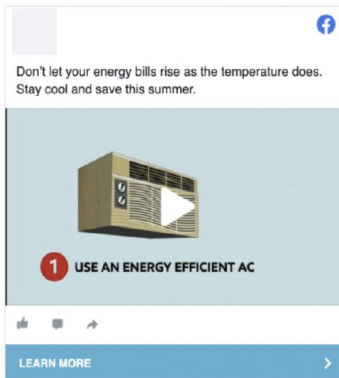 Don't let your energy bills rise as the temperature does.
Stay cool and save this summer.
1 USE AN ENERGY EFFICIENT AC
LEARN MORE